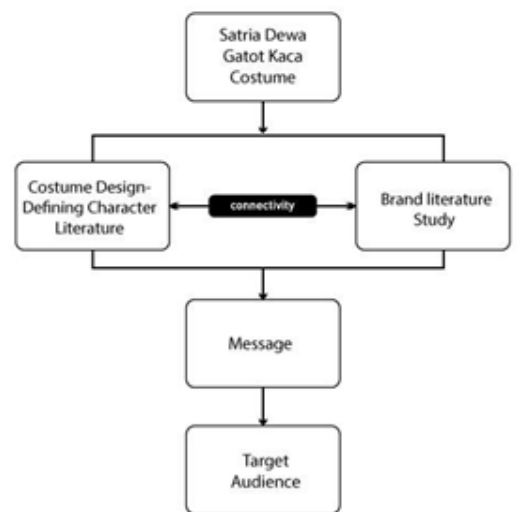 Satria Dewa
Gatot Kaca
Costume
Costume Design-
Defining Character
Literature
connectivity
Brand literature
Study
Message
Target
Audience